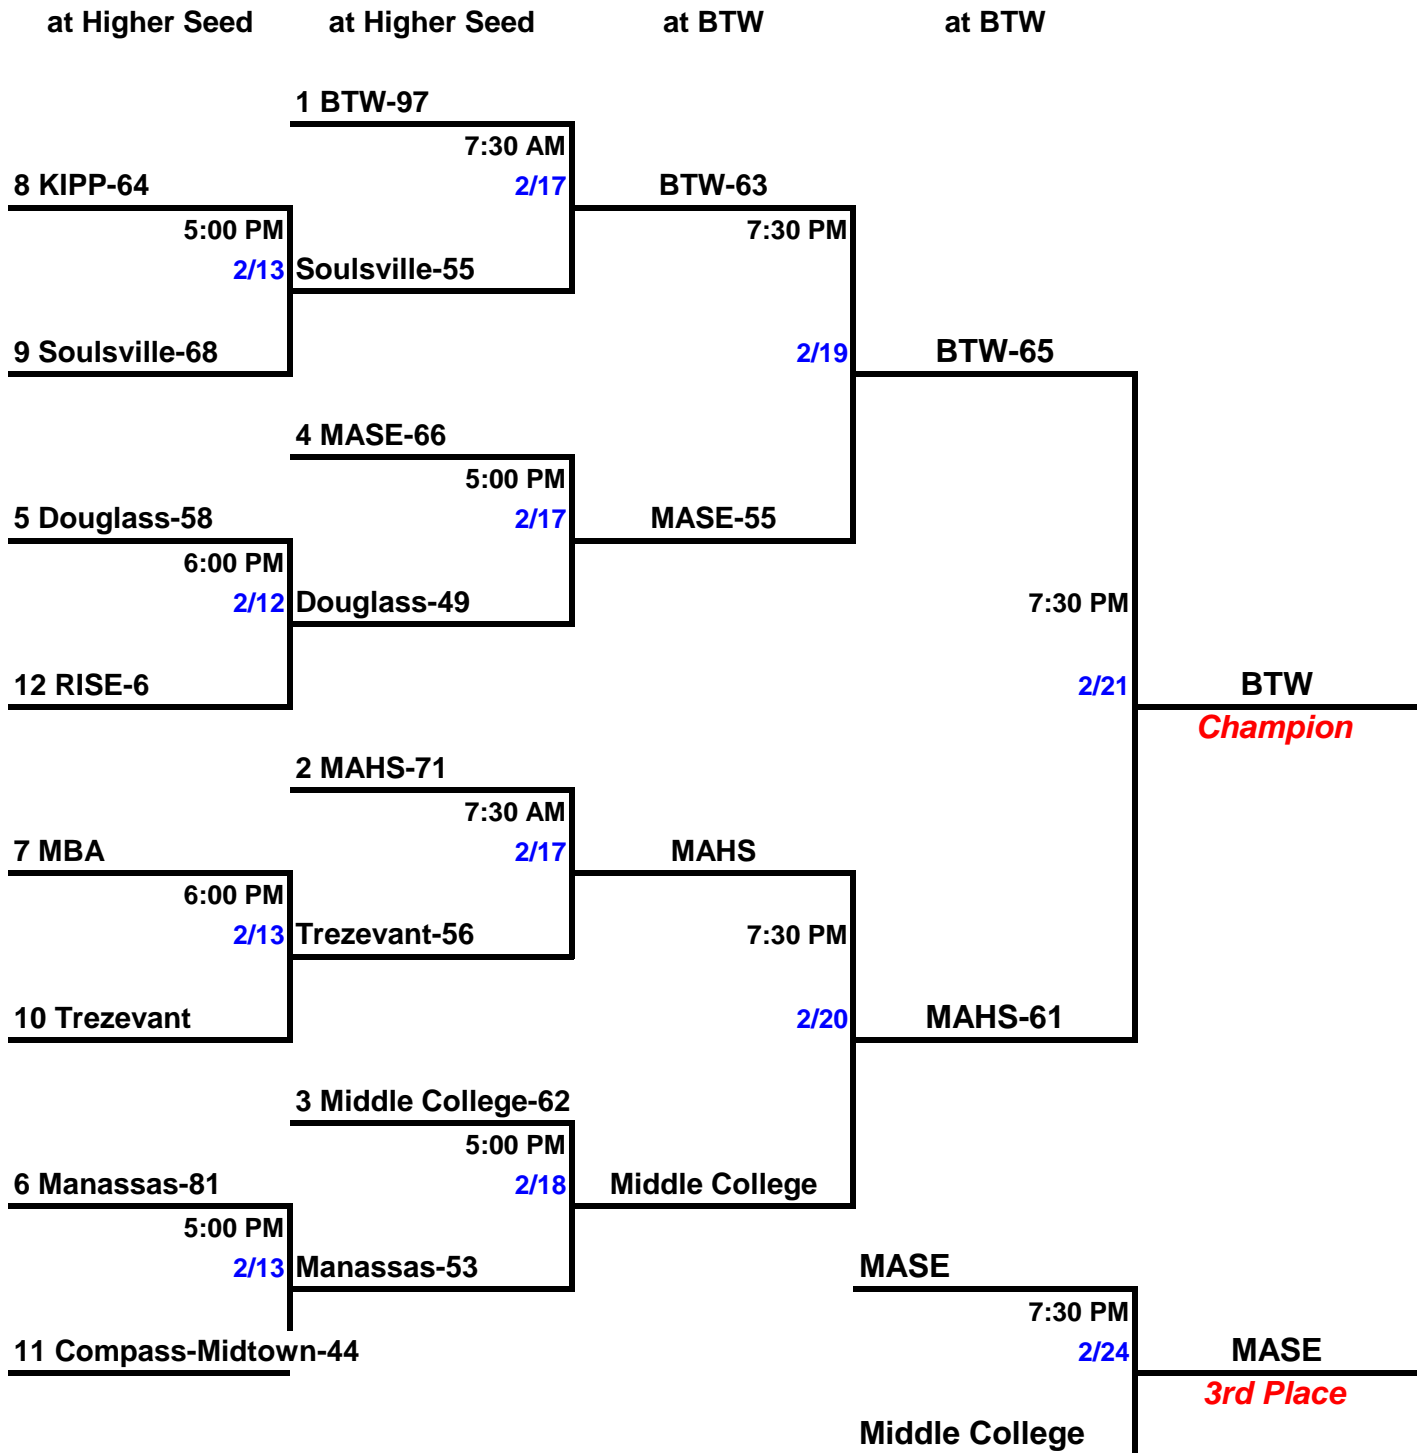 at Higher Seed at Higher Seed at BTW at BTW
1 BTW-97
7:30 AM
8 KIPP-64 2/17 BTW-63
5:00 PM 7:30 PM
2/13 Soulsville-55
9 Soulsville-68 2/19 BTW-65
4 MASE-66
5:00 PM
5 Douglass-58 2/17 MASE-55
6:00 PM
2/12 Douglass-49 7:30 PM
12 RISE-6 2/21 BTW
Champion
2 MAHS-71
7:30 AM
7 MBA 2/17 MAHS
6:00 PM
2/13 Trezevant-56 7:30 PM
10 Trezevant 2/20 MAHS-61
3 Middle College-62
5:00 PM
6 Manassas-81 2/18 Middle College
5:00 PM
2/13 Manassas-53 MASE
7:30 PM
11 Compass-Midtown-44 2/24 MASE
3rd Place
Middle College